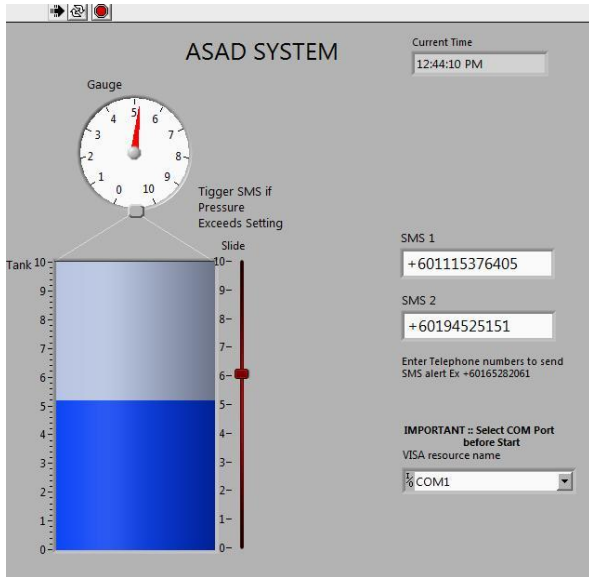 ASAD SYSTEM
Current Time
12:44:10 PM
Gauge
0 1 2 3 4 5 6 7 8 9 10
Tigger SMS if
Pressure
Exceeds Setting
Slide
Tank
10
9
8
7
6
5
4
3
2
1
0
10
9
8
7
6
5
4
3
2
1
0
SMS 1
+601115376405
SMS 2
+60194525151
Enter Telephone numbers to send
SMS alert Ex +60165282061
IMPORTANT :: Select COM Port
before Start
VISA resource name
I/O COM1